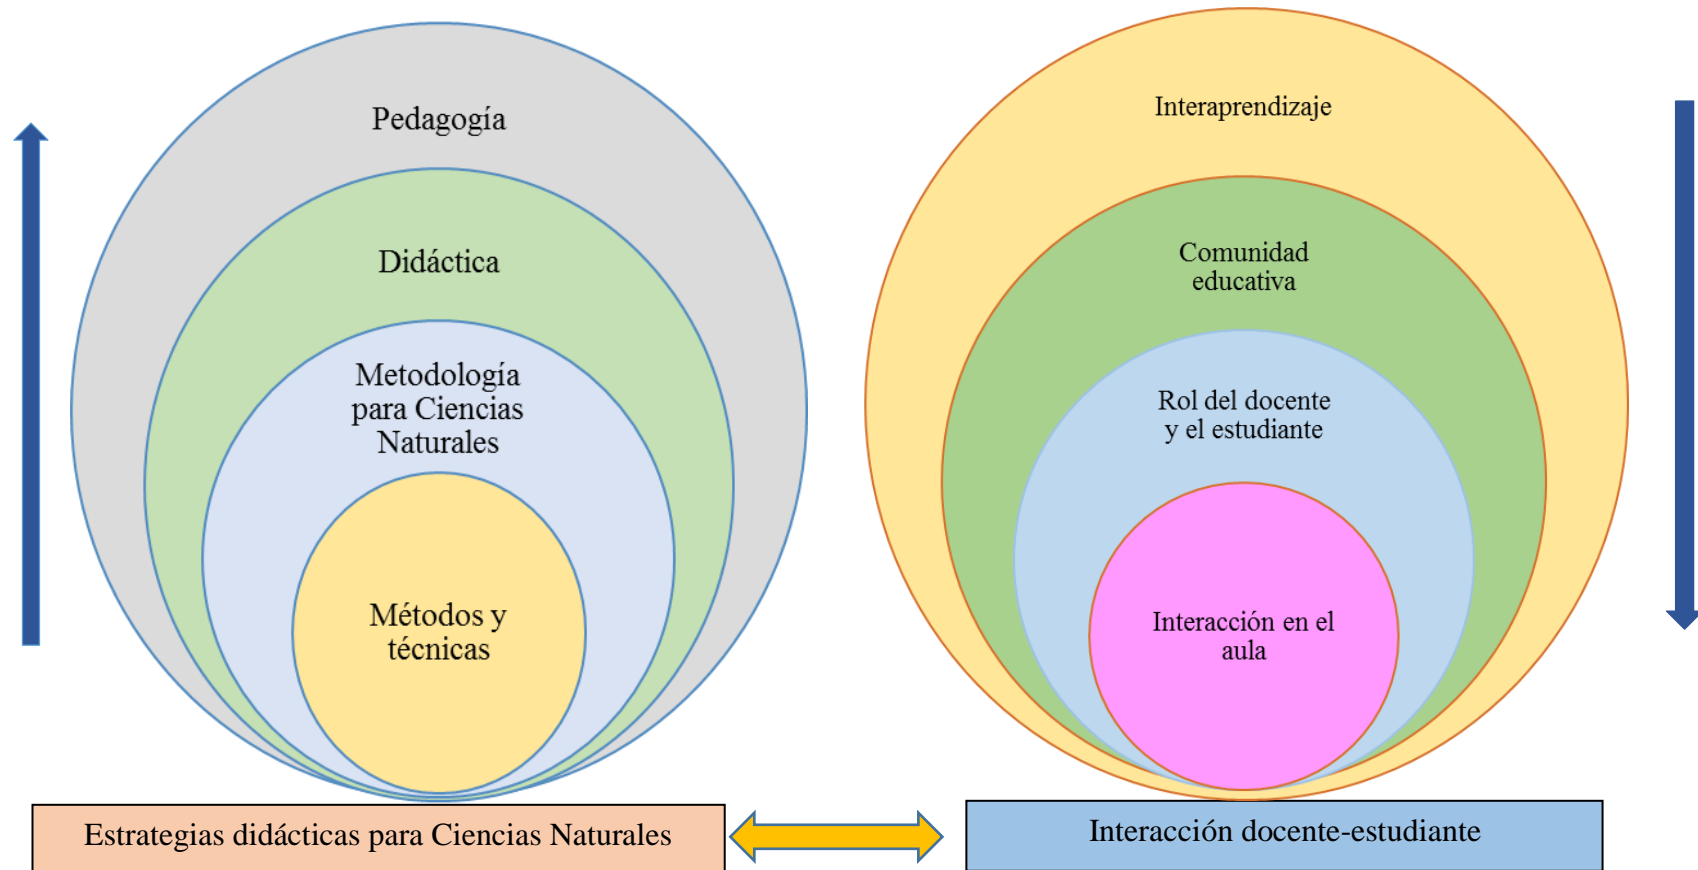 Pedagogía
Didáctica
Metodología
para Ciencias
Naturales
Métodos y
técnicas
Estrategias didácticas para Ciencias Naturales
Interaprendizaje
Comunidad
educativa
Rol del docente
y el estudiante
Interacción en el
aula
Interacción docente-estudiante